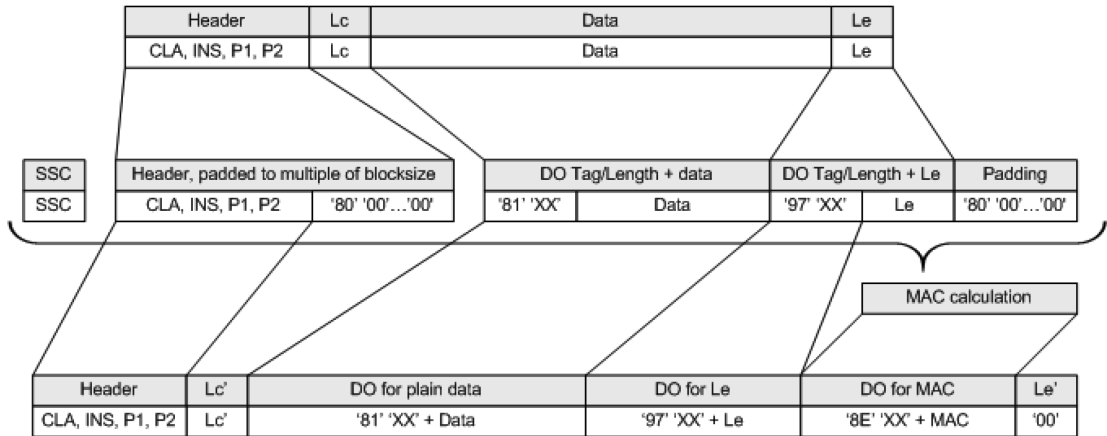 Header Lc Data Le
CLA, INS, P1, P2 Lc Data Le
SSC Header, padded to multiple of blocksize DO Tag/Length + data DO Tag/Length + Le Padding
SSC CLA, INS, P1, P2 '80' '00'…'00' '81' 'XX' Data '97' 'XX' Le '80' '00'…'00'
MAC calculation
Header Lc' DO for plain data DO for Le DO for MAC Le'
CLA, INS, P1, P2 Lc' '81' 'XX' + Data '97' 'XX' + Le '8E' 'XX' + MAC '00'